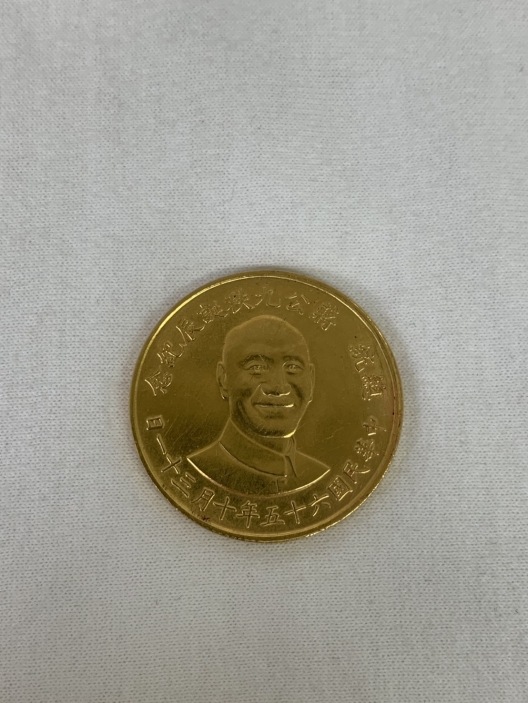 總統 蔣公九秩誕辰紀念
中華民國六十五年十月三十一日